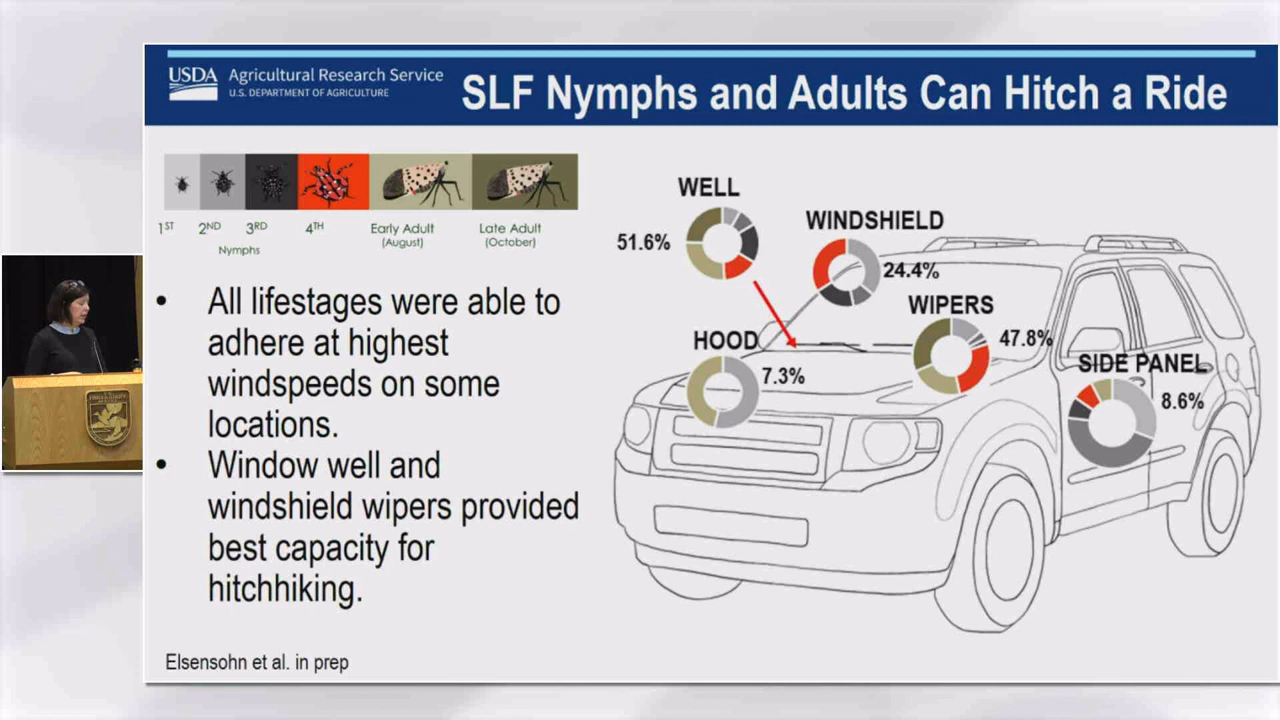 USDA Agricultural Research Service
U.S. DEPARTMENT OF AGRICULTURE
SLF Nymphs and Adults Can Hitch a Ride
1ST 2ND 3RD 4TH Early Adult Late Adult
(August) (October)
Nymphs
• All lifestages were able to
adhere at highest
windspeeds on some
locations.
• Window well and
windshield wipers provided
best capacity for
hitchhiking.
Elsensohn et al. in prep
WELL
51.6%
WINDSHIELD
24.4%
WIPERS
47.8%
HOOD
7.3%
SIDE PANEL
8.6%